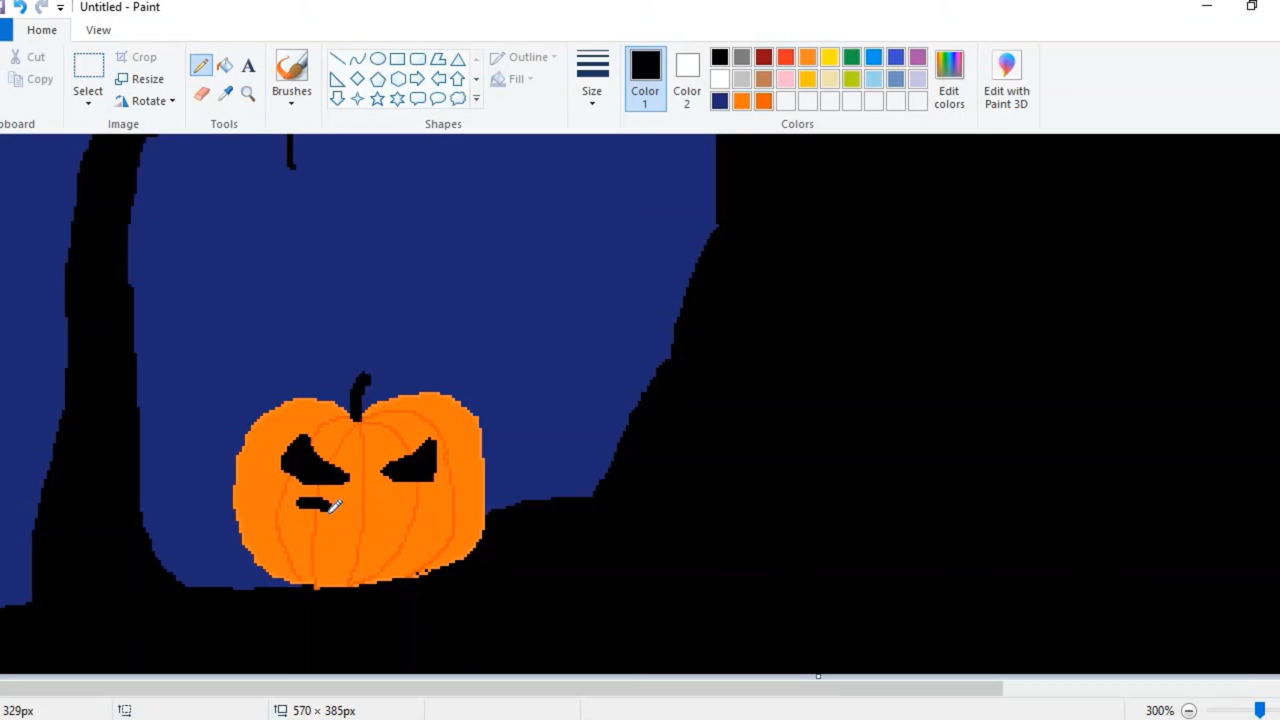 Untitled - Paint
Home
View
Cut
Copy
oboard
Select
Crop
Resize
Rotate
Image
A
Tools
Brushes
Shapes
Outline
Fill
Size
Color
1
Color
2
Colors
Edit
colors
Edit with
Paint 3D
329px
570 × 385px
300%